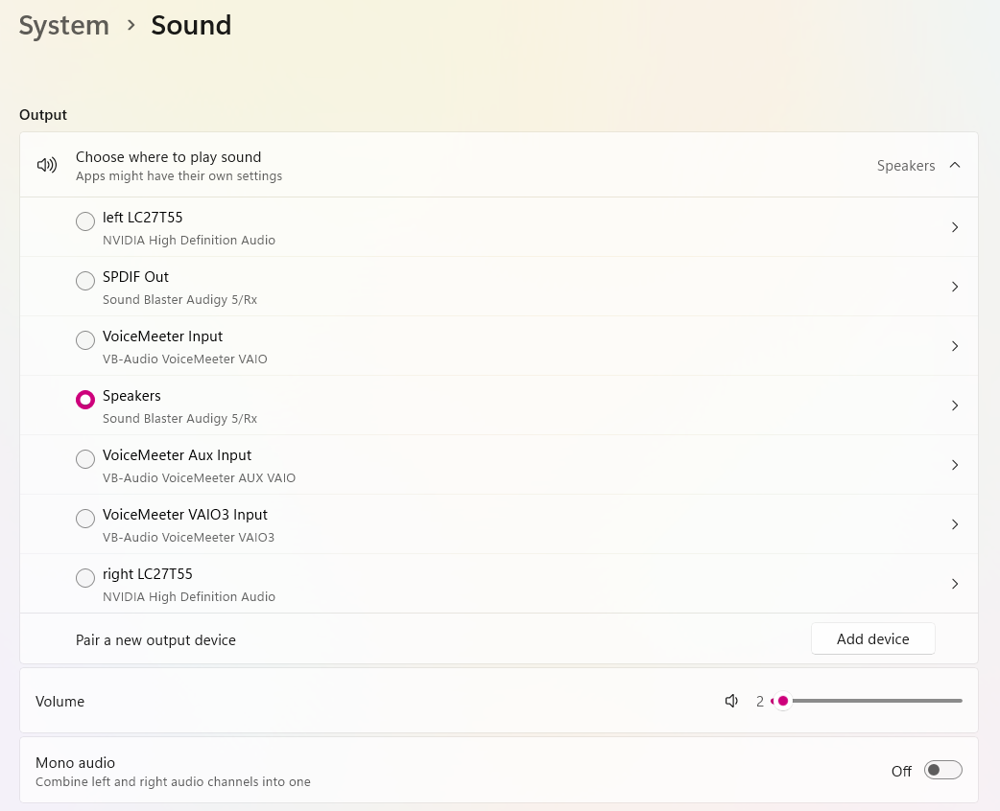 System > Sound
Output
Choose where to play sound
Apps might have their own settings
Speakers
left LC27T55
NVIDIA High Definition Audio
SPDIF Out
Sound Blaster Audigy 5/Rx
VoiceMeeter Input
VB-Audio VoiceMeeter VAIO
Speakers
Sound Blaster Audigy 5/Rx
VoiceMeeter Aux Input
VB-Audio VoiceMeeter AUX VAIO
VoiceMeeter VAIO3 Input
VB-Audio VoiceMeeter VAIO3
right LC27T55
NVIDIA High Definition Audio
Pair a new output device
Add device
Volume
2
Mono audio
Combine left and right audio channels into one
Off